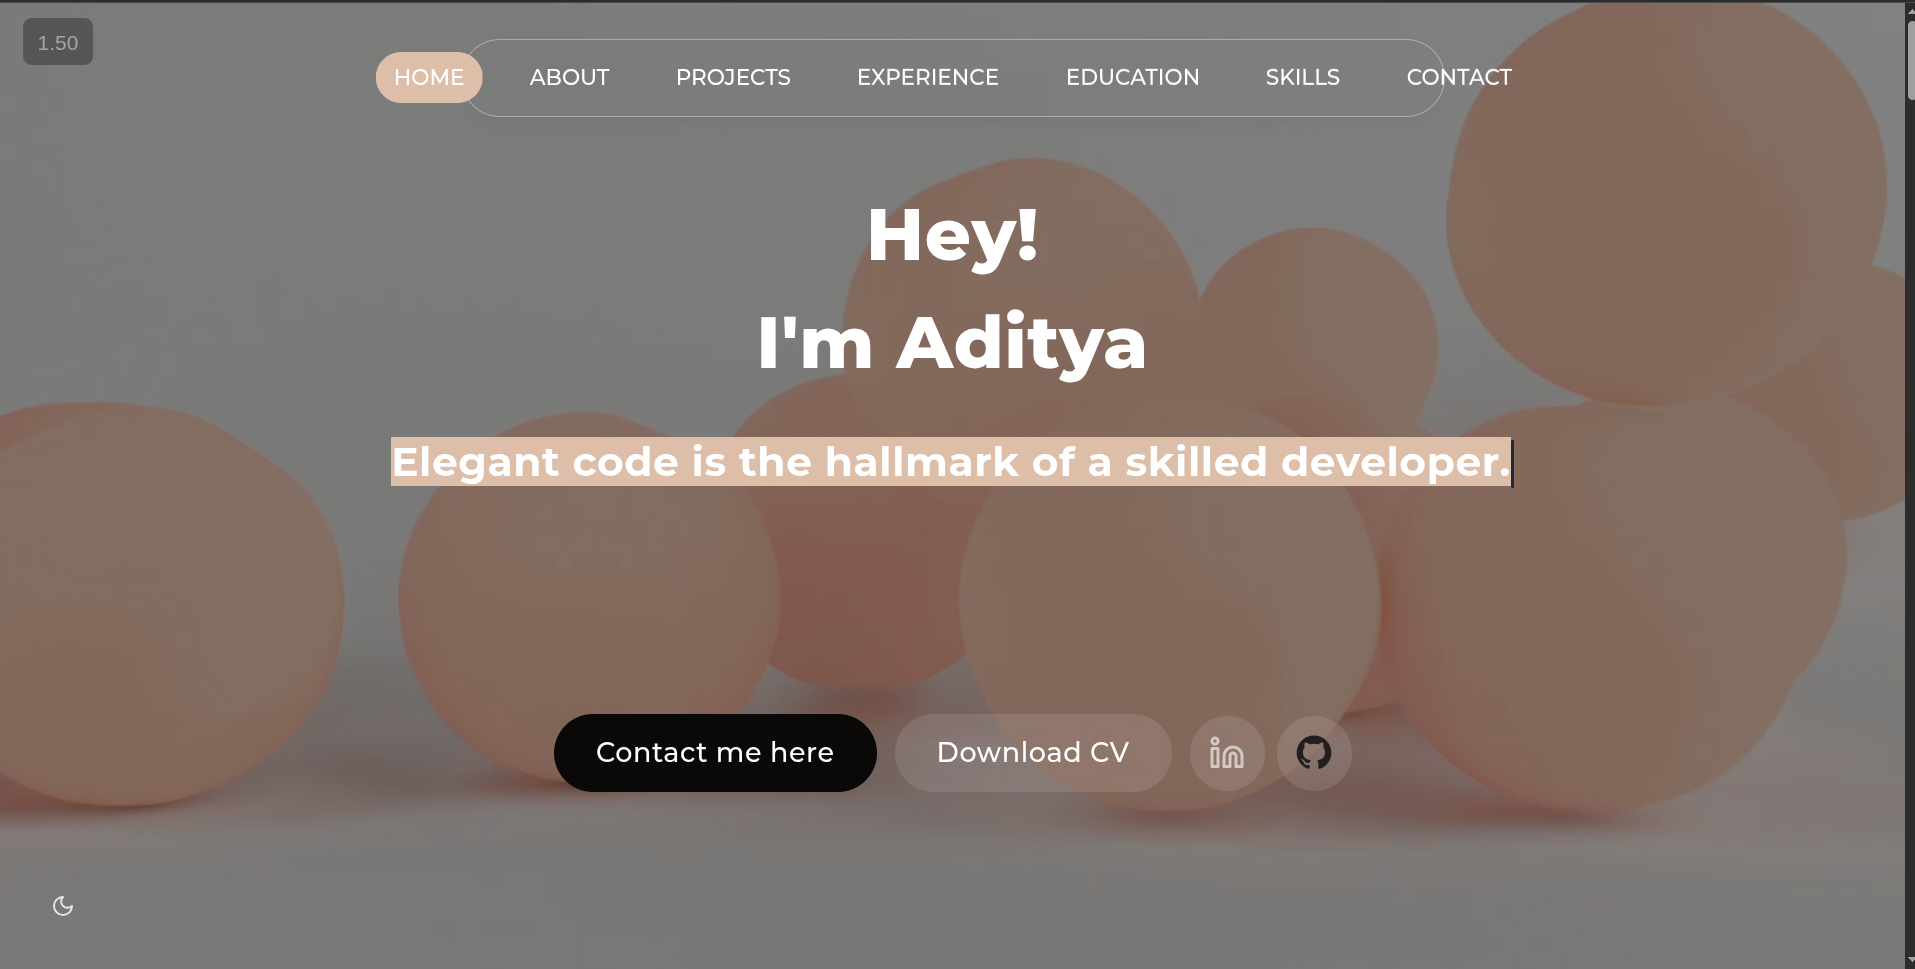 1.50
HOME ABOUT PROJECTS EXPERIENCE EDUCATION SKILLS CONTACT
Hey!
I'm Aditya
Elegant code is the hallmark of a skilled developer.
Contact me here Download CV in